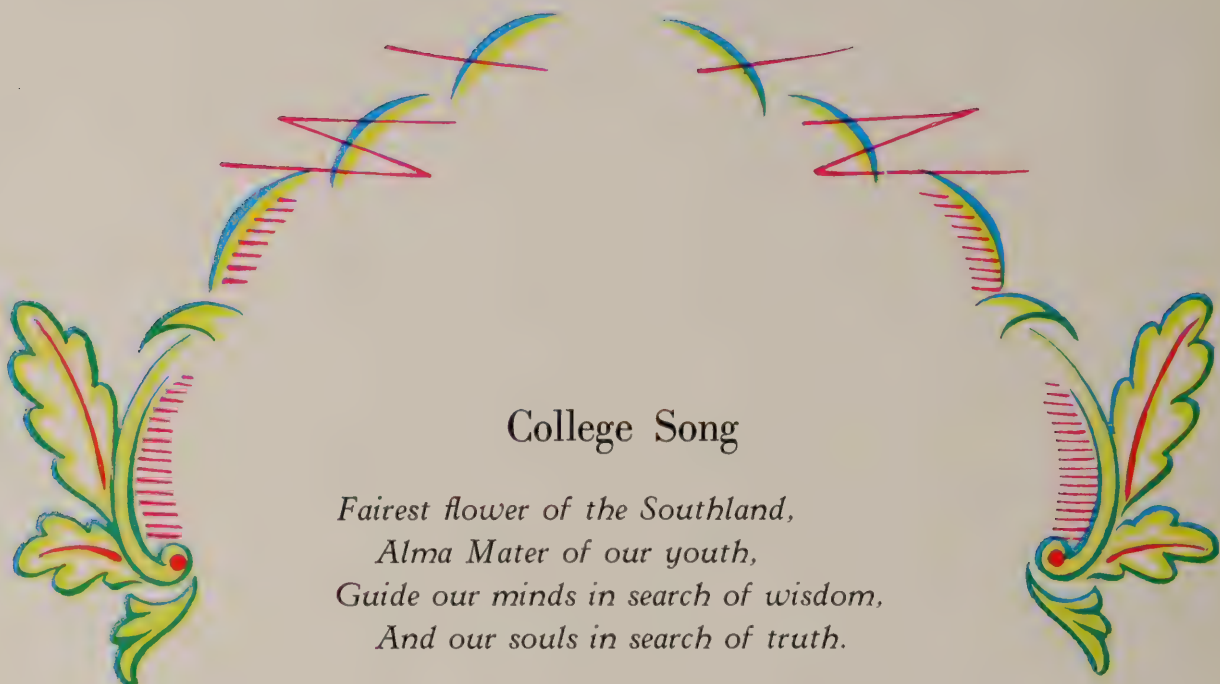 College Song
Fairest flower of the Southland,
Alma Mater of our youth,
Guide our minds in search of wisdom,
And our souls in search of truth.